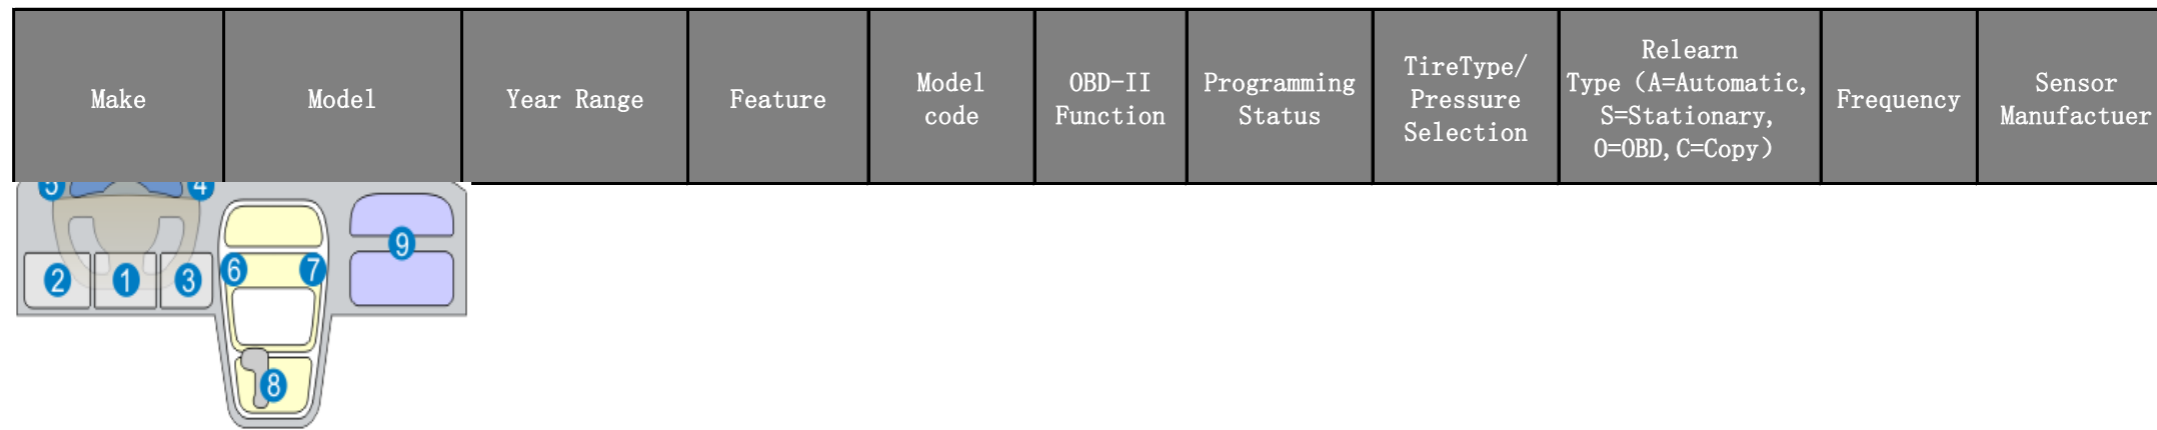 Make
Model
Year Range
Feature
Model
code
OBD-II
Function
Programming
Status
TireType/
Pressure
Selection
Relearn
Type（A=Automatic,
S=Stationary,
O=OBD,C=Copy）
Frequency
Sensor
Manufactuer
5
4
9
6
7
2
1
3
8